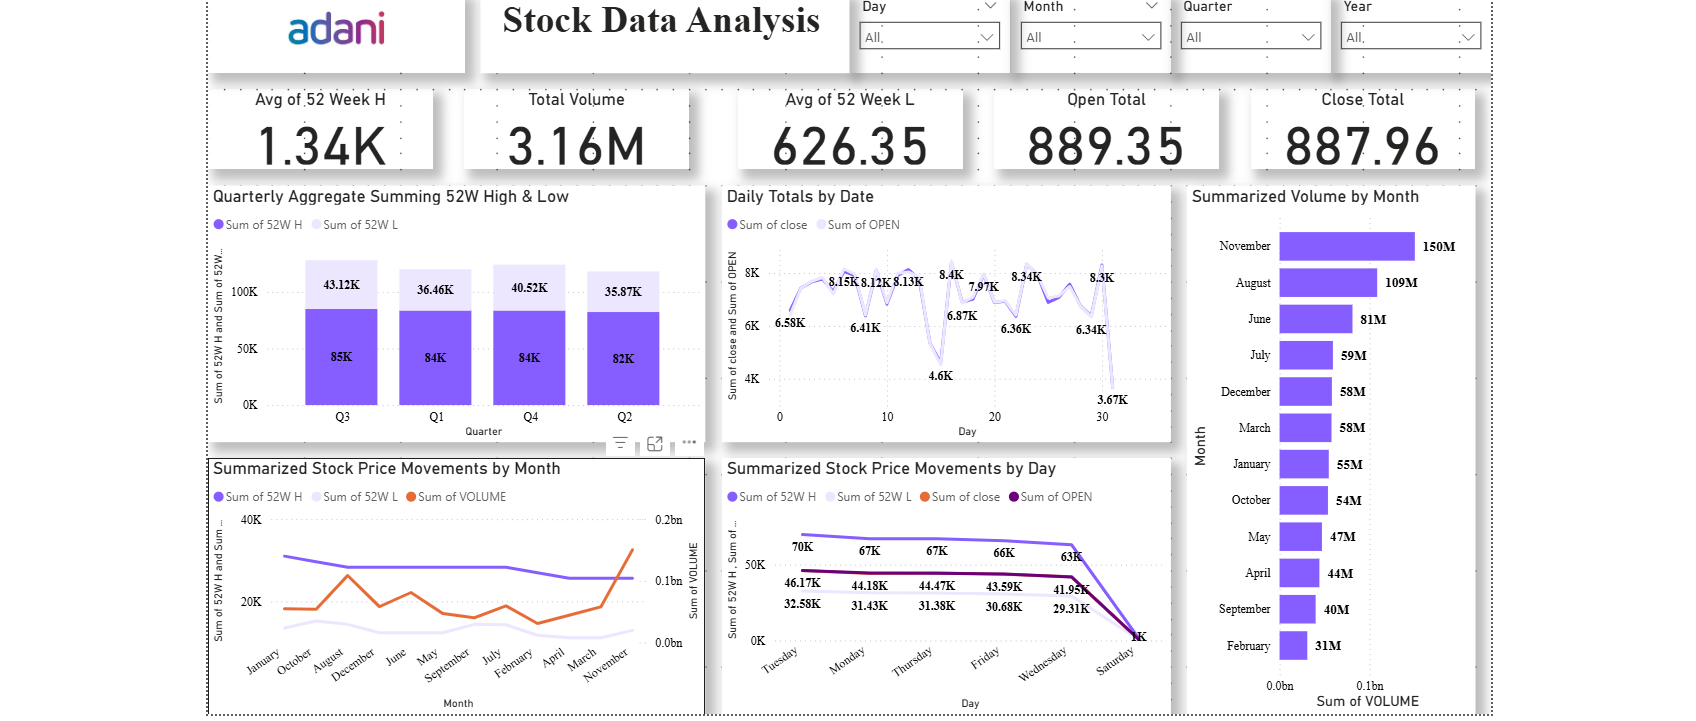 adani
Stock Data Analysis
Day
All
Month
All
Quarter
All
Year
All
Avg of 52 Week H
1.34K
Total Volume
3.16M
Avg of 52 Week L
626.35
Open Total
889.35
Close Total
887.96
Quarterly Aggregate Summing 52W High & Low
Sum of 52W H Sum of 52W L
Sum of 52W H and Sum of 52W...
100K
50K
0K
43.12K 36.46K 40.52K 35.87K
85K 84K 84K 82K
Q3 Q1 Q4 Q2
Quarter
Daily Totals by Date
Sum of close Sum of OPEN
Sum of close and Sum of OPEN
8K
6K
4K
6.58K 8.15K 6.41K 8.12K 8.13K 4.6K 8.4K 6.87K 7.97K 6.36K 8.34K 6.34K 8.3K 3.67K
0 10 20 30
Day
Summarized Volume by Month
Month
November 150M
August 109M
June 81M
July 59M
December 58M
March 58M
January 55M
October 54M
May 47M
April 44M
September 40M
February 31M
0.0bn 0.1bn
Sum of VOLUME
Summarized Stock Price Movements by Month
Sum of 52W H Sum of 52W L Sum of VOLUME
Sum of 52W H and Sum ...
40K
20K
0.2bn
0.1bn
0.0bn
Sum of VOLUME
January October August December June May September July February April March November
Month
Summarized Stock Price Movements by Day
Sum of 52W H Sum of 52W L Sum of close Sum of OPEN
Sum of 52W H , Sum of ...
50K
0K
70K 67K 67K 66K 63K
46.17K 44.18K 44.47K 43.59K 41.95K
32.58K 31.43K 31.38K 30.68K 29.31K
1K
Tuesday Monday Thursday Friday Wednesday Saturday
Day